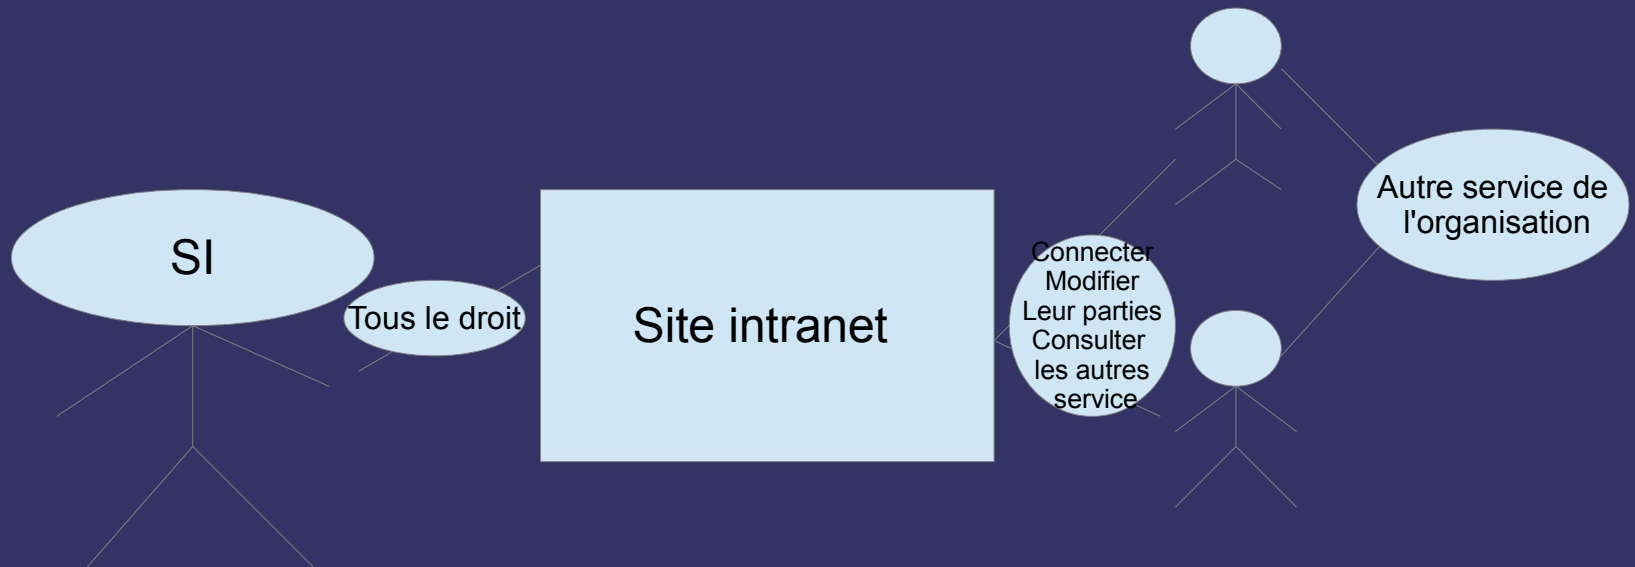 SI
Tous le droit
Site intranet
Connecter
Modifier
Leur parties
Consulter
les autres
service
Autre service de
l'organisation